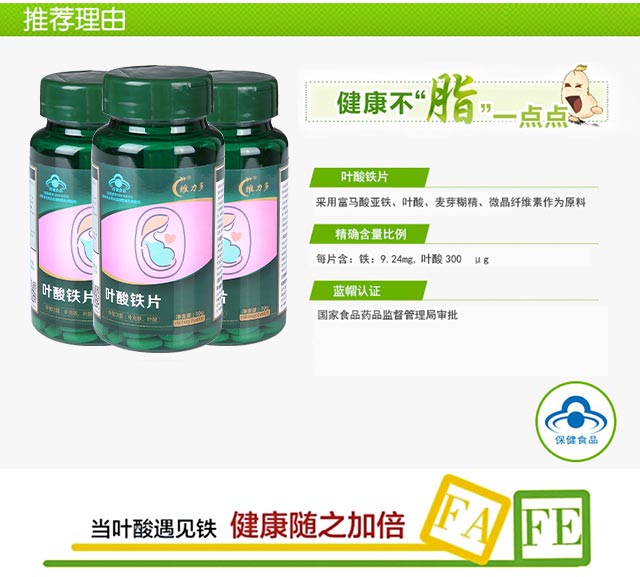 推荐理由
健康不“脂”一点点
叶酸铁片
采用富马酸亚铁、叶酸、麦芽糊精、微晶纤维素作为原料
精确含量比例
每片含：铁：9.24mg, 叶酸 300 μg
蓝帽认证
国家食品药品监督管理局审批
保健食品
维力多
叶酸铁片
当叶酸遇见铁 健康随之加倍
FA
FE